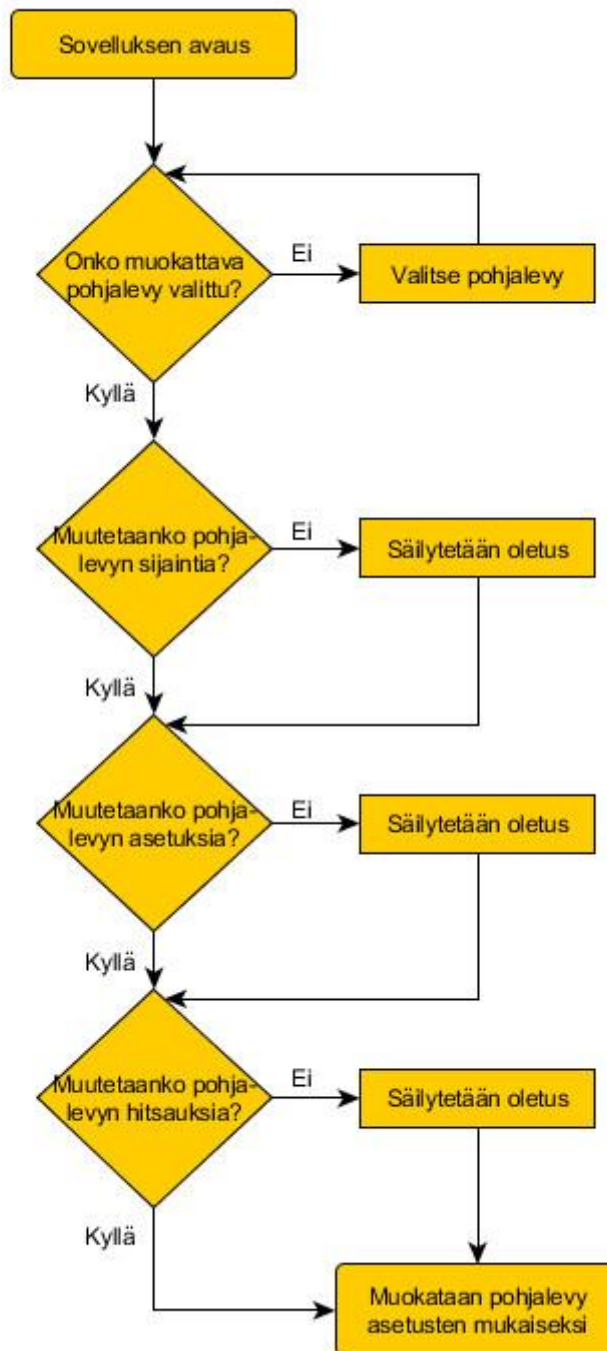 Sovelluksen avaus
Onko muokattava
pohjalevy valittu?
Ei
Valitse pohjalevy
Kyllä
Muutetaanko pohja-
levyn sijaintia?
Ei
Säilytetään oletus
Kyllä
Muutetaanko pohja-
levyn asetuksia?
Ei
Säilytetään oletus
Kyllä
Muutetaanko pohja-
levyn hitsauksia?
Ei
Säilytetään oletus
Kyllä
Muokataan pohjalevy
asetusten mukaiseksi